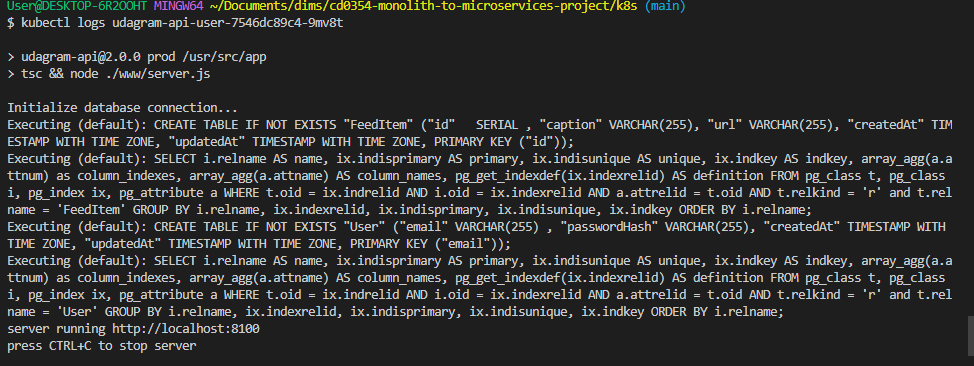 User@DESKTOP-6R2OOHT MINGW64 ~/Documents/dims/cd0354-monolith-to-microservices-project/k8s (main)
$ kubectl logs udagram-api-user-7546dc89c4-9mv8t
> udagram-api@2.0.0 prod /usr/src/app
> tsc && node ./www/server.js
Initialize database connection...
Executing (default): CREATE TABLE IF NOT EXISTS "FeedItem" ("id"   SERIAL , "caption" VARCHAR(255), "url" VARCHAR(255), "createdAt" TIM
ESTAMP WITH TIME ZONE, "updatedAt" TIMESTAMP WITH TIME ZONE, PRIMARY KEY ("id"));
Executing (default): SELECT i.relname AS name, ix.indisprimary AS primary, ix.indisunique AS unique, ix.indkey AS indkey, array_agg(a.a
ttnum) as column_indexes, array_agg(a.attname) AS column_names, pg_get_indexdef(ix.indexrelid) AS definition FROM pg_class t, pg_class
i, pg_index ix, pg_attribute a WHERE t.oid = ix.indrelid AND i.oid = ix.indexrelid AND a.attrelid = t.oid AND t.relkind = 'r' and t.rel
name = 'FeedItem' GROUP BY i.relname, ix.indexrelid, ix.indisprimary, ix.indisunique, ix.indkey ORDER BY i.relname;
Executing (default): CREATE TABLE IF NOT EXISTS "User" ("email" VARCHAR(255) , "passwordHash" VARCHAR(255), "createdAt" TIMESTAMP WITH
TIME ZONE, "updatedAt" TIMESTAMP WITH TIME ZONE, PRIMARY KEY ("email"));
Executing (default): SELECT i.relname AS name, ix.indisprimary AS primary, ix.indisunique AS unique, ix.indkey AS indkey, array_agg(a.a
ttnum) as column_indexes, array_agg(a.attname) AS column_names, pg_get_indexdef(ix.indexrelid) AS definition FROM pg_class t, pg_class
i, pg_index ix, pg_attribute a WHERE t.oid = ix.indrelid AND i.oid = ix.indexrelid AND a.attrelid = t.oid AND t.relkind = 'r' and t.rel
name = 'User' GROUP BY i.relname, ix.indexrelid, ix.indisprimary, ix.indisunique, ix.indkey ORDER BY i.relname;
server running http://localhost:8100
press CTRL+C to stop server